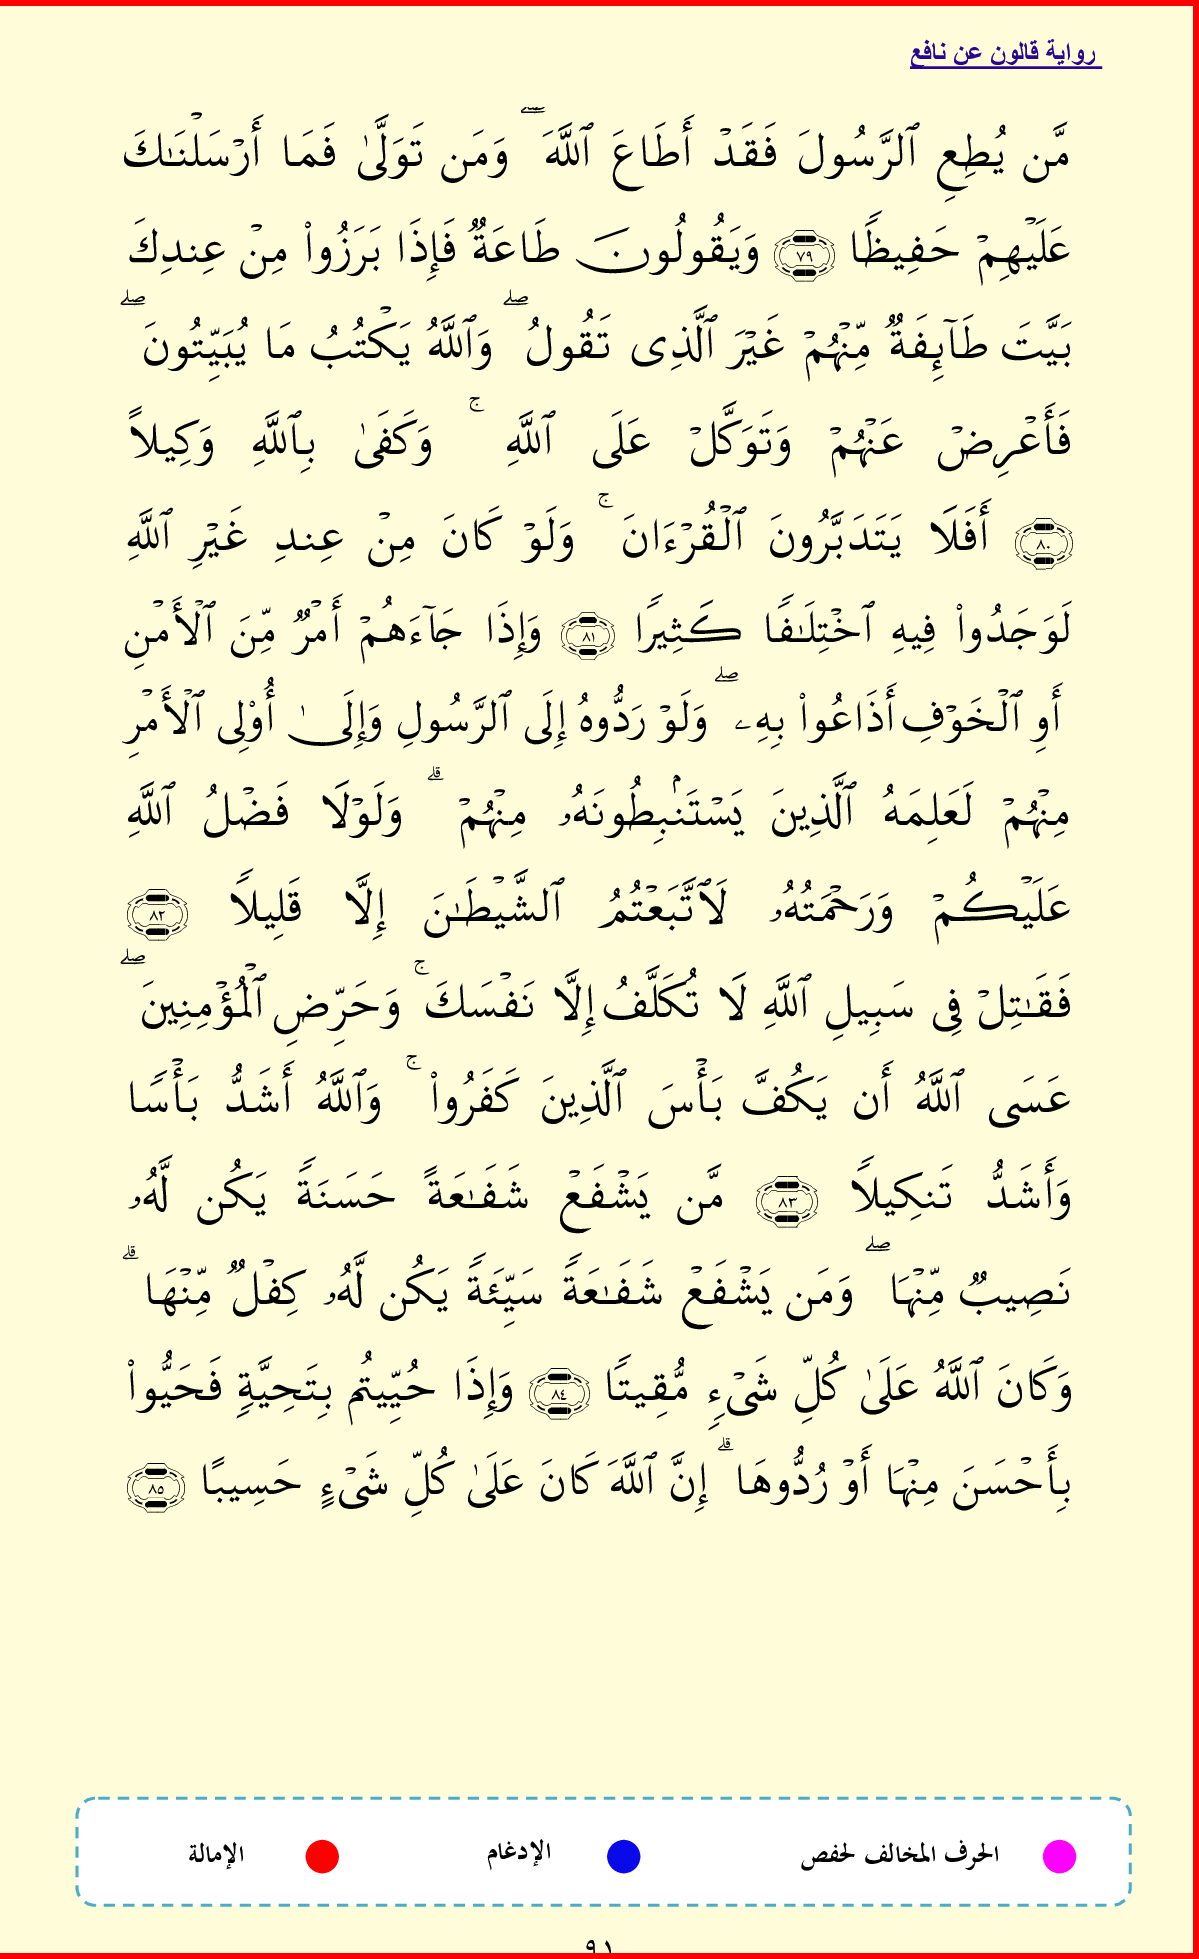 رواية قالون عن نافع
مَّن يُطِعِ ٱلرَّسُولَ فَقَدْ أَطَاعَ ٱللَّهَ ۖ وَمَن تَوَلَّىٰ فَمَا أَرْسَلْنَـٰكَ
عَلَيْهِمْ حَفِيظًا ٧٩ وَيَقُولُونَ طَاعَةٌ فَإِذَا بَرَزُواْ مِنْ عِندِكَ
بَيَّتَ طَآئِفَةٌ مِّنْهُمْ غَيْرَ ٱلَّذِى تَقُولُ ۖ وَٱللَّهُ يَكْتُبُ مَا يُبَيِّتُونَ ۖ
فَأَعْرِضْ عَنْهُمْ وَتَوَكَّلْ عَلَى ٱللَّهِ ۚ وَكَفَىٰ بِٱللَّهِ وَكِيلاً
٨٠ أَفَلَا يَتَدَبَّرُونَ ٱلْقُرْءَانَ ۚ وَلَوْ كَانَ مِنْ عِندِ غَيْرِ ٱللَّهِ
لَوَجَدُواْ فِيهِ ٱخْتِلَـٰفًا كَثِيرًا ٨١ وَإِذَا جَآءَهُمْ أَمْرٌ مِّنَ ٱلْأَمْنِ
أَوِ ٱلْخَوْفِ أَذَاعُواْ بِهِۦ ۖ وَلَوْ رَدُّوهُ إِلَى ٱلرَّسُولِ وَإِلَىٰ أُوْلِى ٱلْأَمْرِ
مِنْهُمْ لَعَلِمَهُ ٱلَّذِينَ يَسْتَنۢبِطُونَهُۥ مِنْهُمْ ۗ وَلَوْلَا فَضْلُ ٱللَّهِ
عَلَيْكُمْ وَرَحْمَتُهُۥ لَٱتَّبَعْتُمُ ٱلشَّيْطَـٰنَ إِلَّا قَلِيلاً ٨٢
فَقَـٰتِلْ فِى سَبِيلِ ٱللَّهِ لَا تُكَلَّفُ إِلَّا نَفْسَكَ ۚ وَحَرِّضِ ٱلْمُؤْمِنِينَ ۖ
عَسَى ٱللَّهُ أَن يَكُفَّ بَأْسَ ٱلَّذِينَ كَفَرُواْ ۚ وَٱللَّهُ أَشَدُّ بَأْسًا
وَأَشَدُّ تَنكِيلاً ٨٣ مَّن يَشْفَعْ شَفَـٰعَةً حَسَنَةً يَكُن لَّهُۥ
نَصِيبٌ مِّنْهَا ۖ وَمَن يَشْفَعْ شَفَـٰعَةً سَيِّئَةً يَكُن لَّهُۥ كِفْلٌ مِّنْهَا ۗ
وَكَانَ ٱللَّهُ عَلَىٰ كُلِّ شَىْءٍ مُّقِيتًا ٨٤ وَإِذَا حُيِّيتُم بِتَحِيَّةٍ فَحَيُّواْ
بِأَحْسَنَ مِنْهَا أَوْ رُدُّوهَا ۗ إِنَّ ٱللَّهَ كَانَ عَلَىٰ كُلِّ شَىْءٍ حَسِيبًا ٨٥
الحرف المخالف لحفص الإدغام الإمالة
٩١